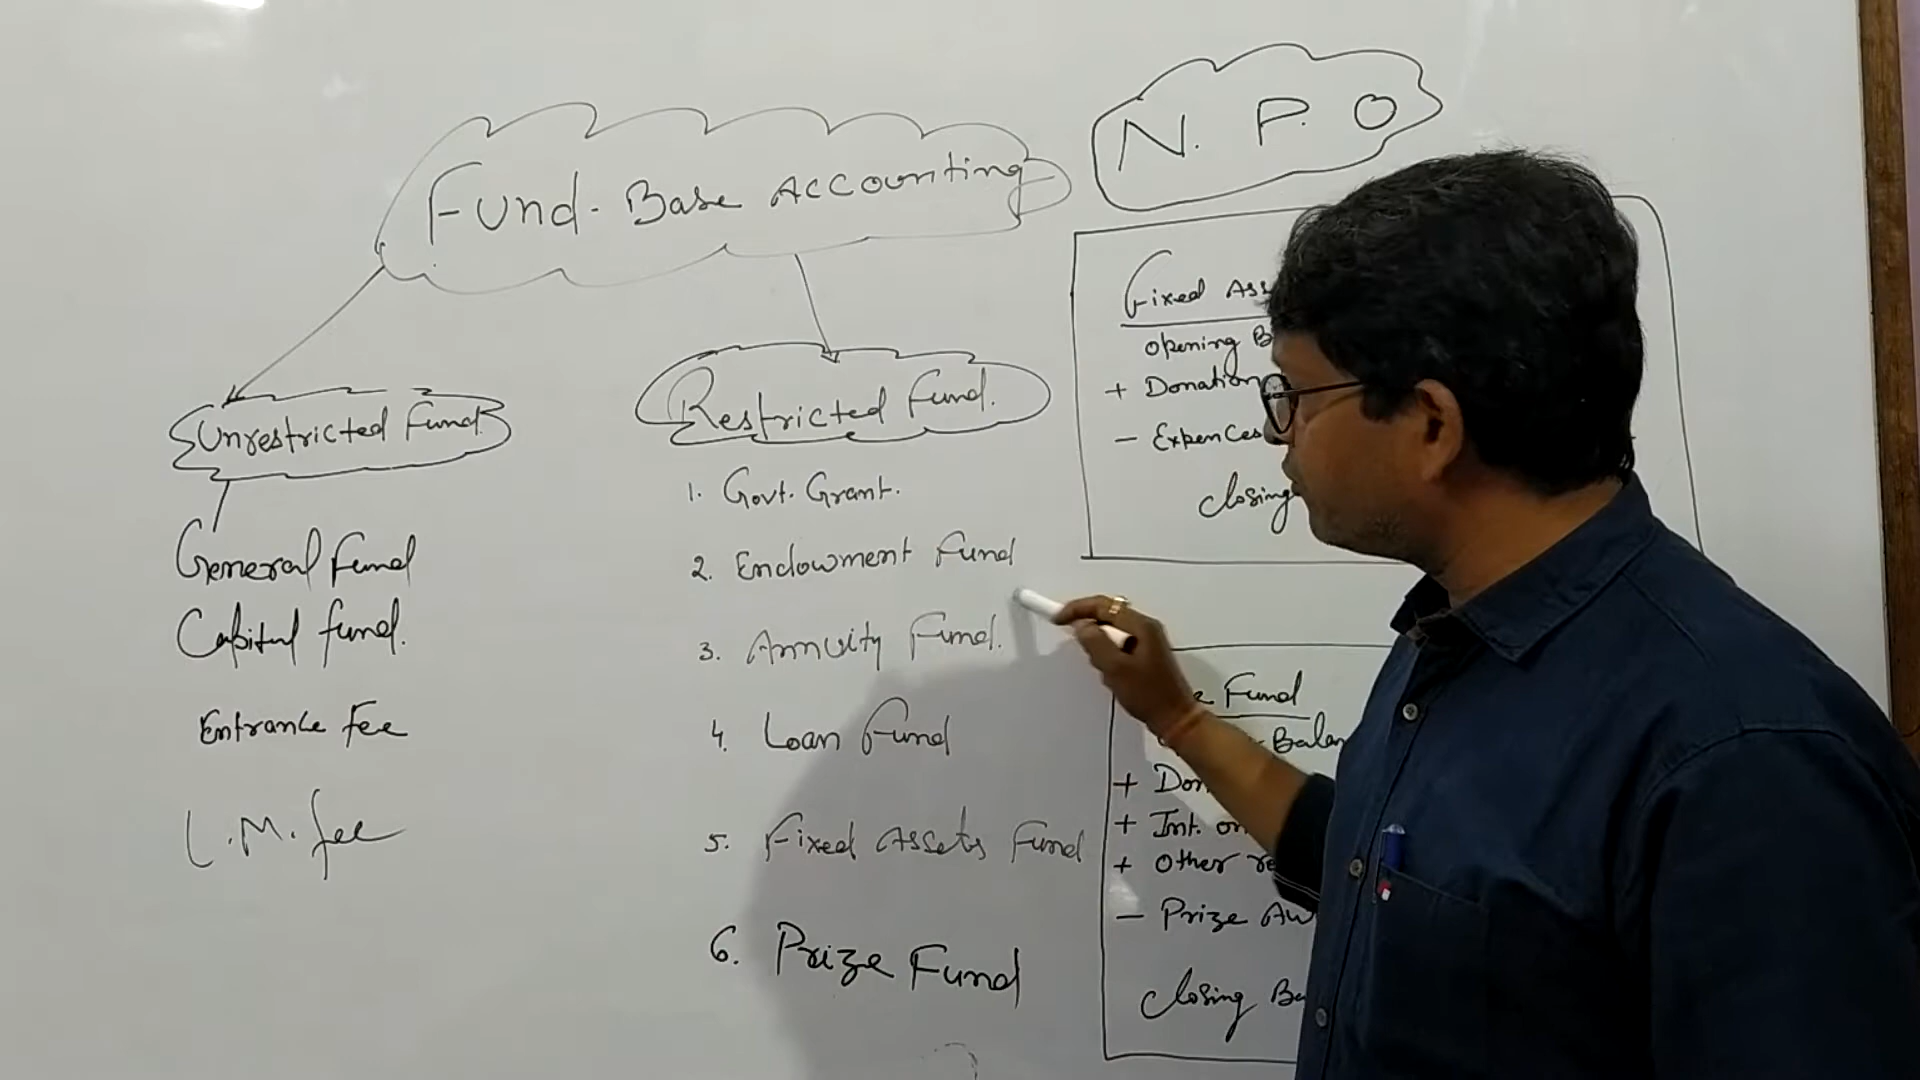 Fund-Base Accounting
Unrestricted Fund
General Fund
Capital fund.
Entrance Fee
L.M. fee
Restricted Fund.
1. Govt. Grant.
2. Endowment Fund
3. Annuity Fund.
4. Loan Fund
5. Fixed Assets Fund
6. Prize Fund
N. P. O
Fixed
Opening
+ Donation
- Expences
Closing
Fund
+
+ Int.
+ Other
- Prize
Closing